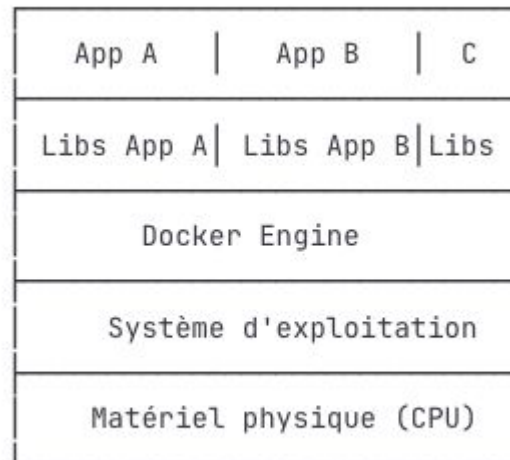 App A | App B | C
Libs App A| Libs App B|Libs
Docker Engine
Système d'exploitation
Matériel physique (CPU)